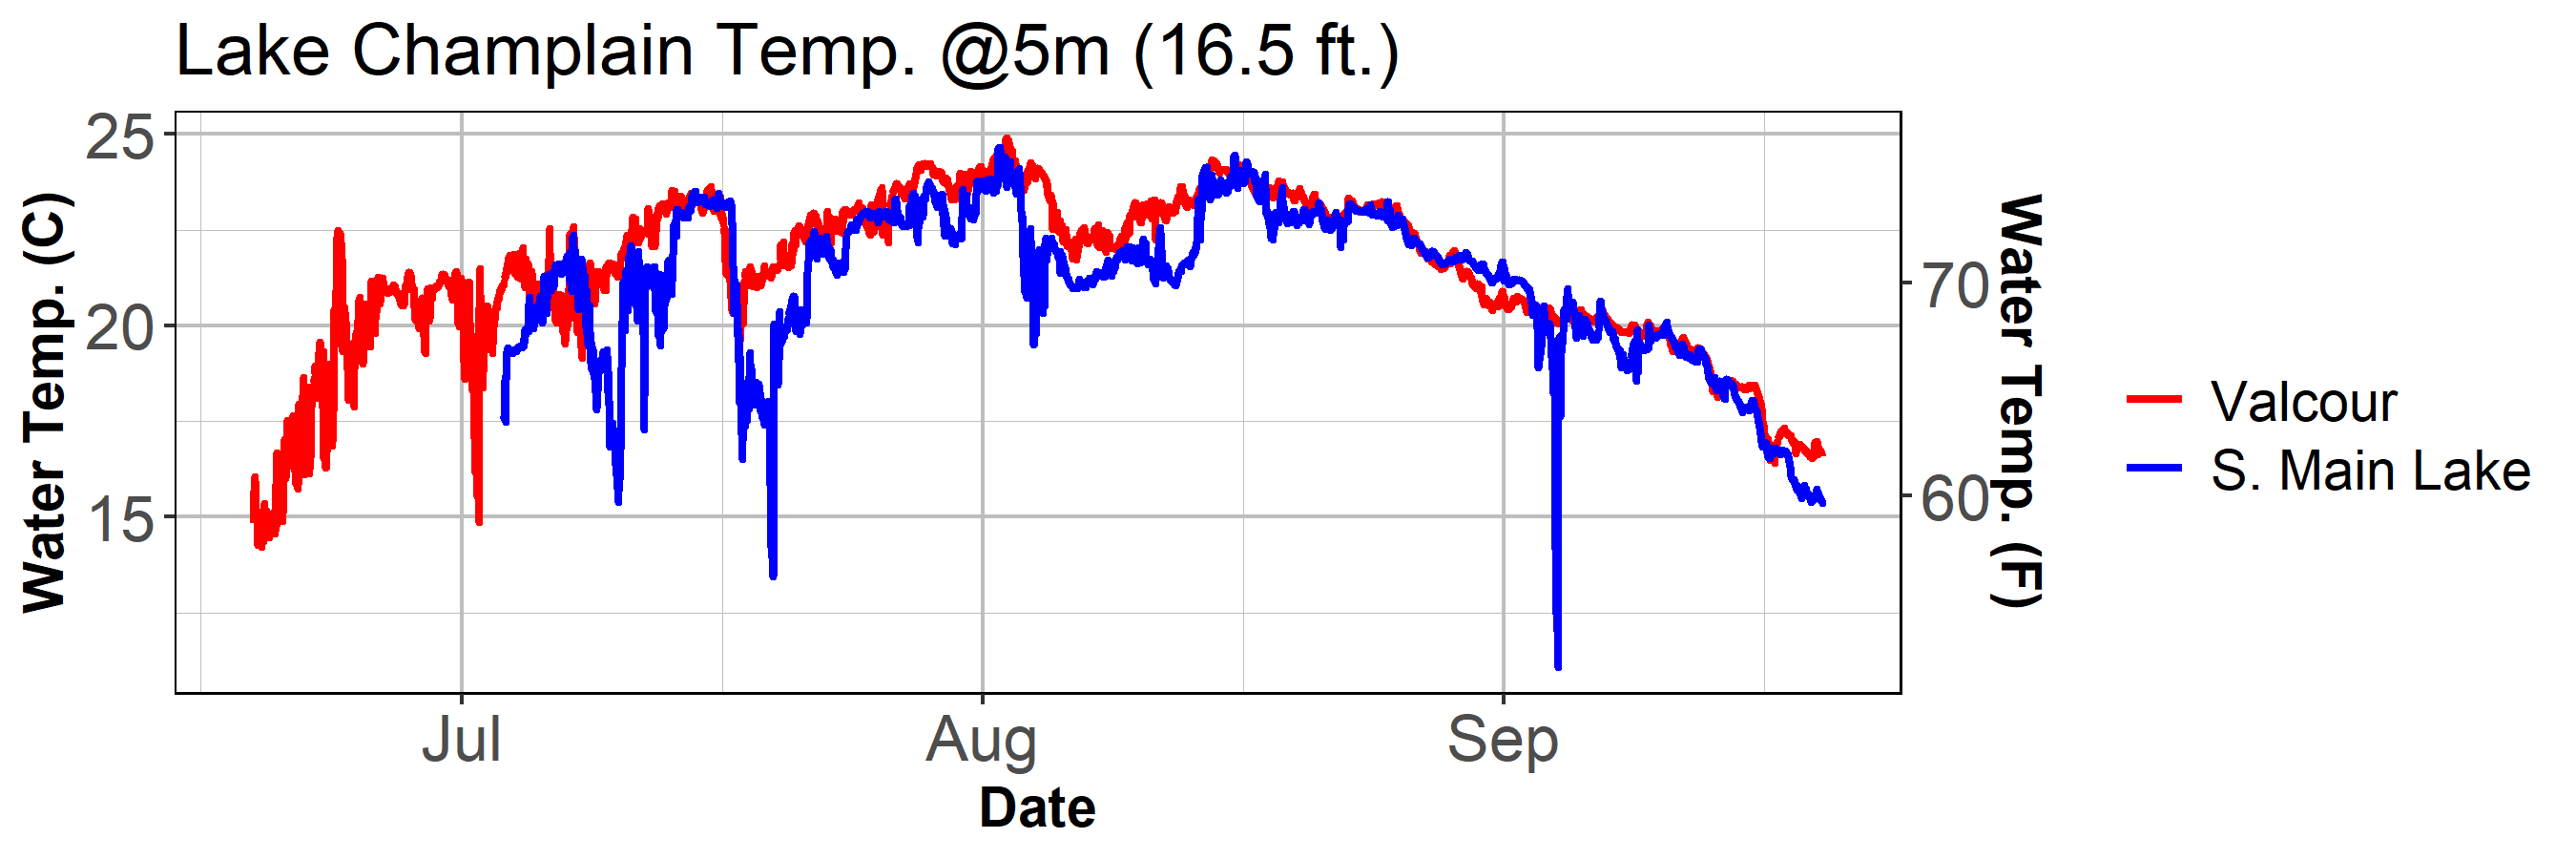 Lake Champlain Temp. @5m (16.5 ft.)
Water Temp. (C)
25
20
15
Jul
Aug
Sep
Date
70
60
Water Temp. (F)
Valcour
S. Main Lake